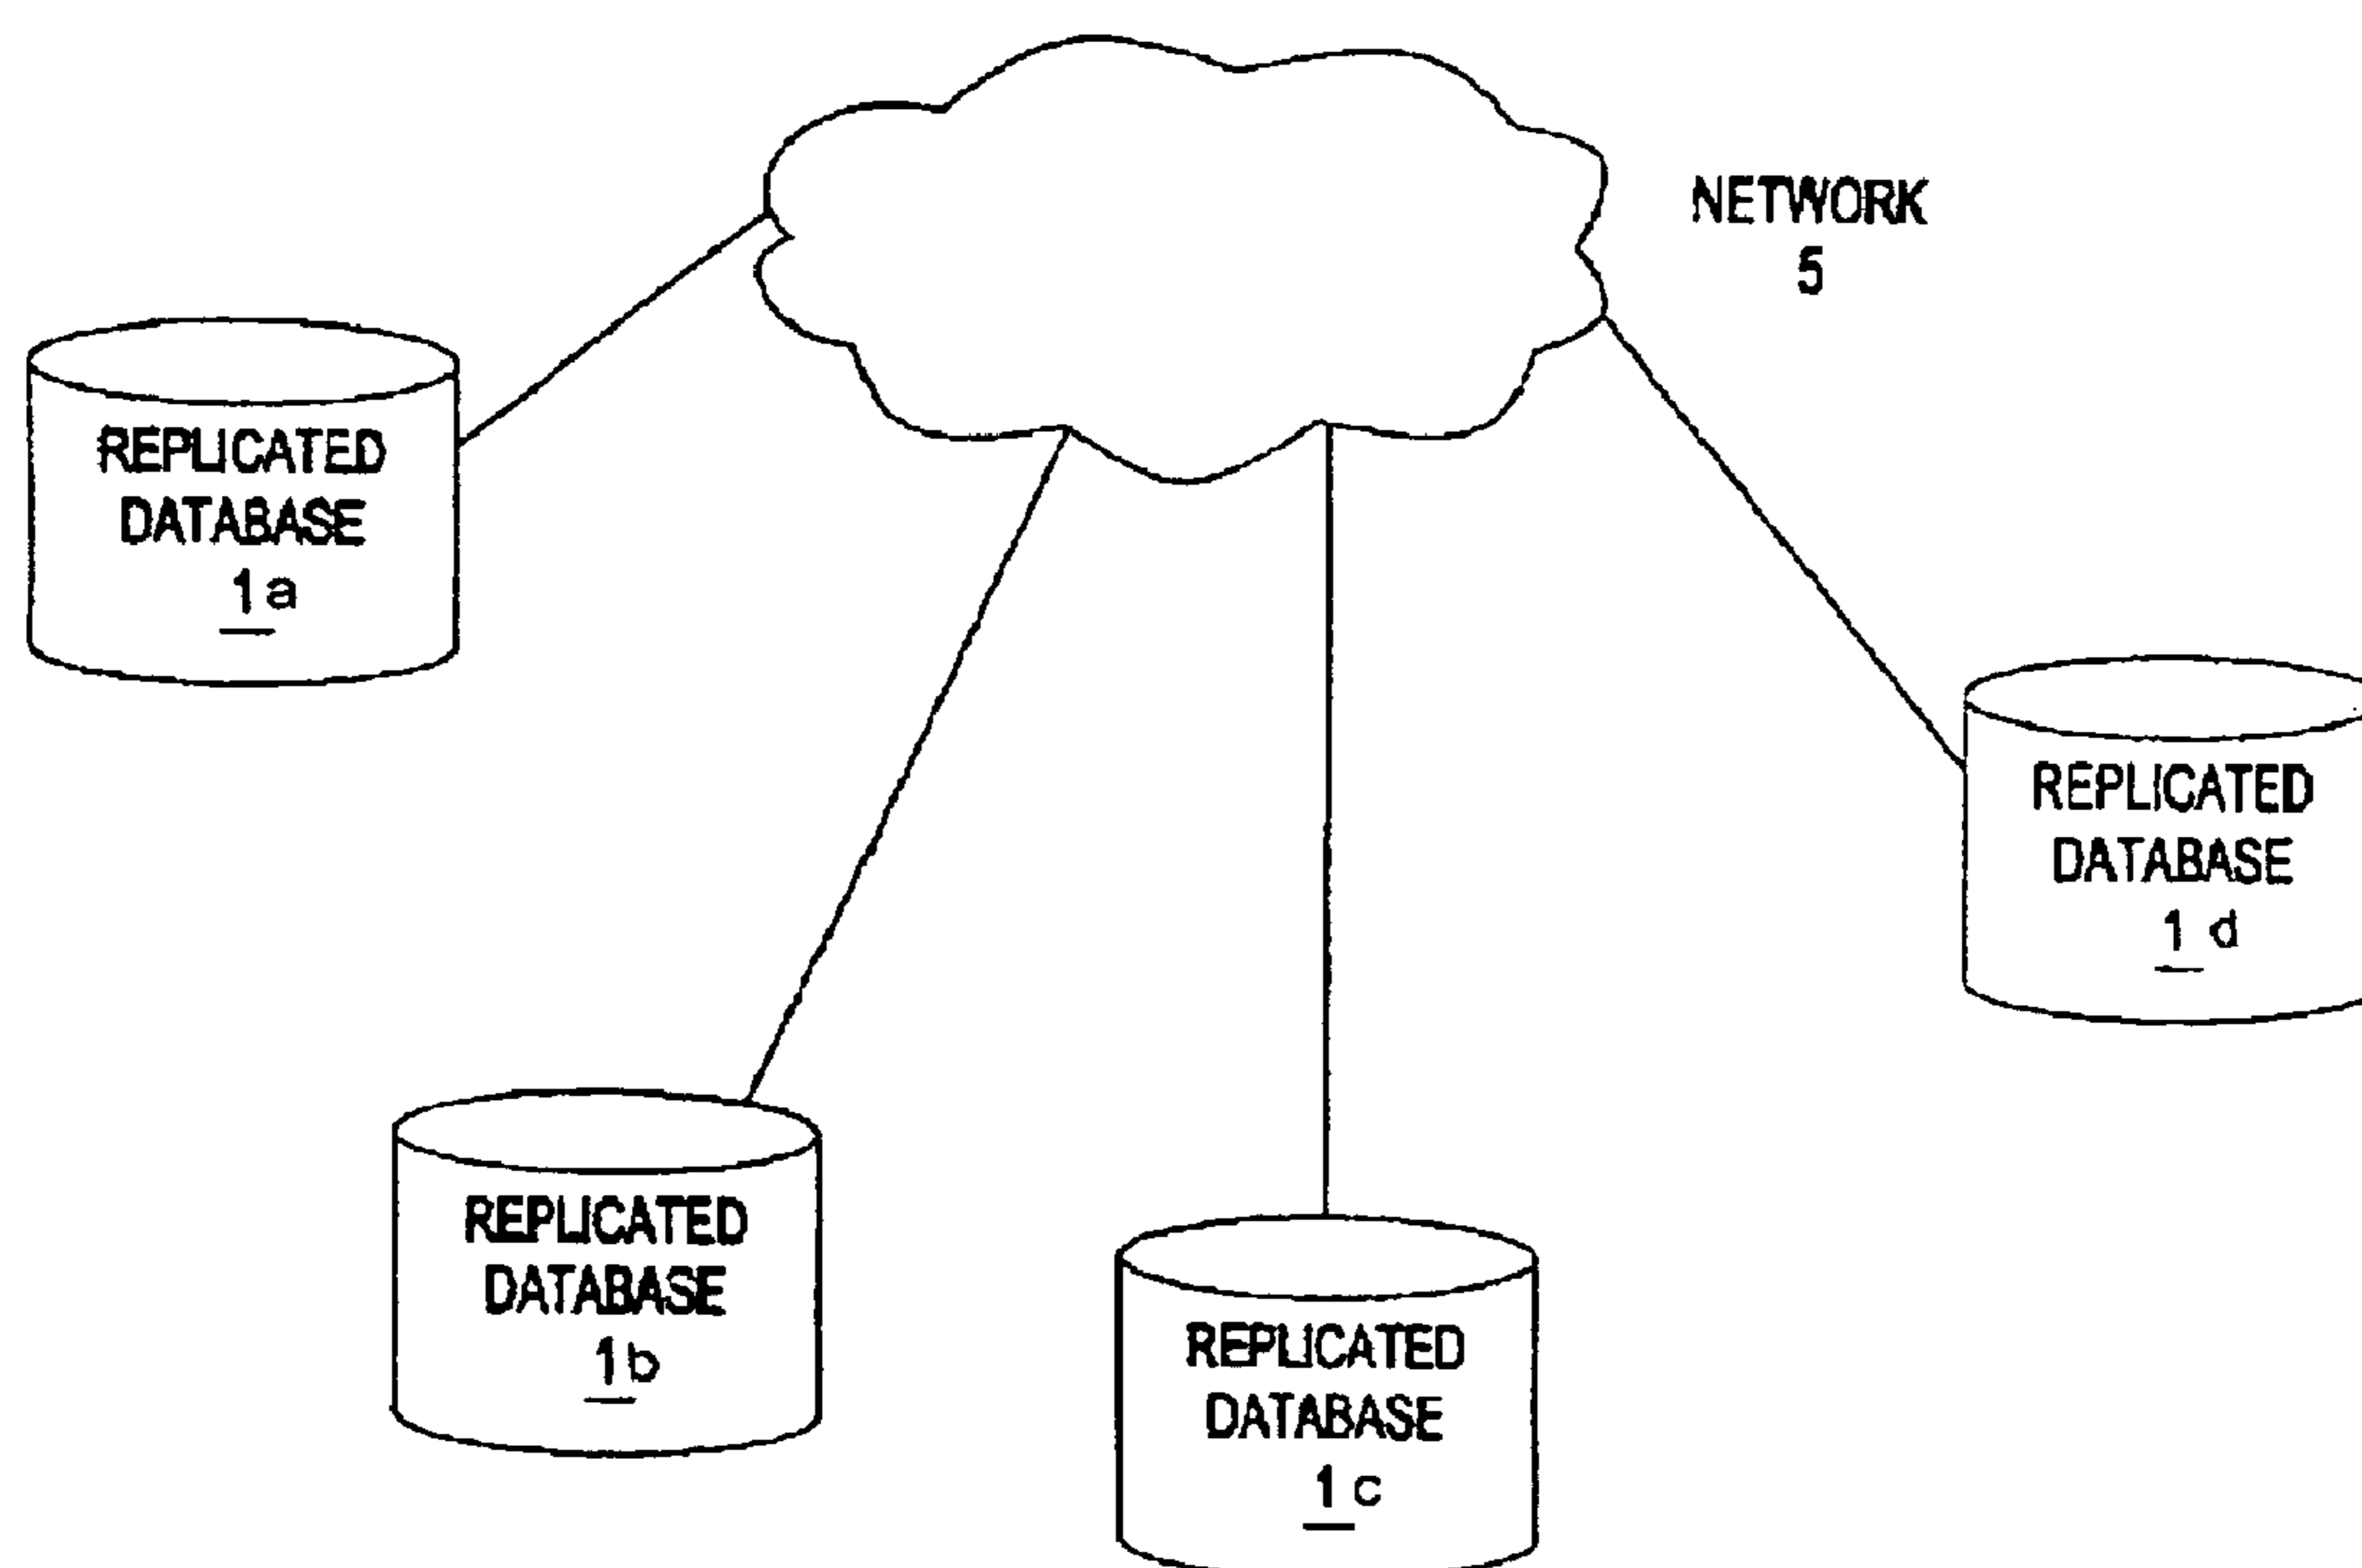 NETWORK
5
REPLICATED
DATABASE
1a
REPLICATED
DATABASE
1 d
REPLICATED
DATABASE
1b
REPLICATED
DATABASE
1c